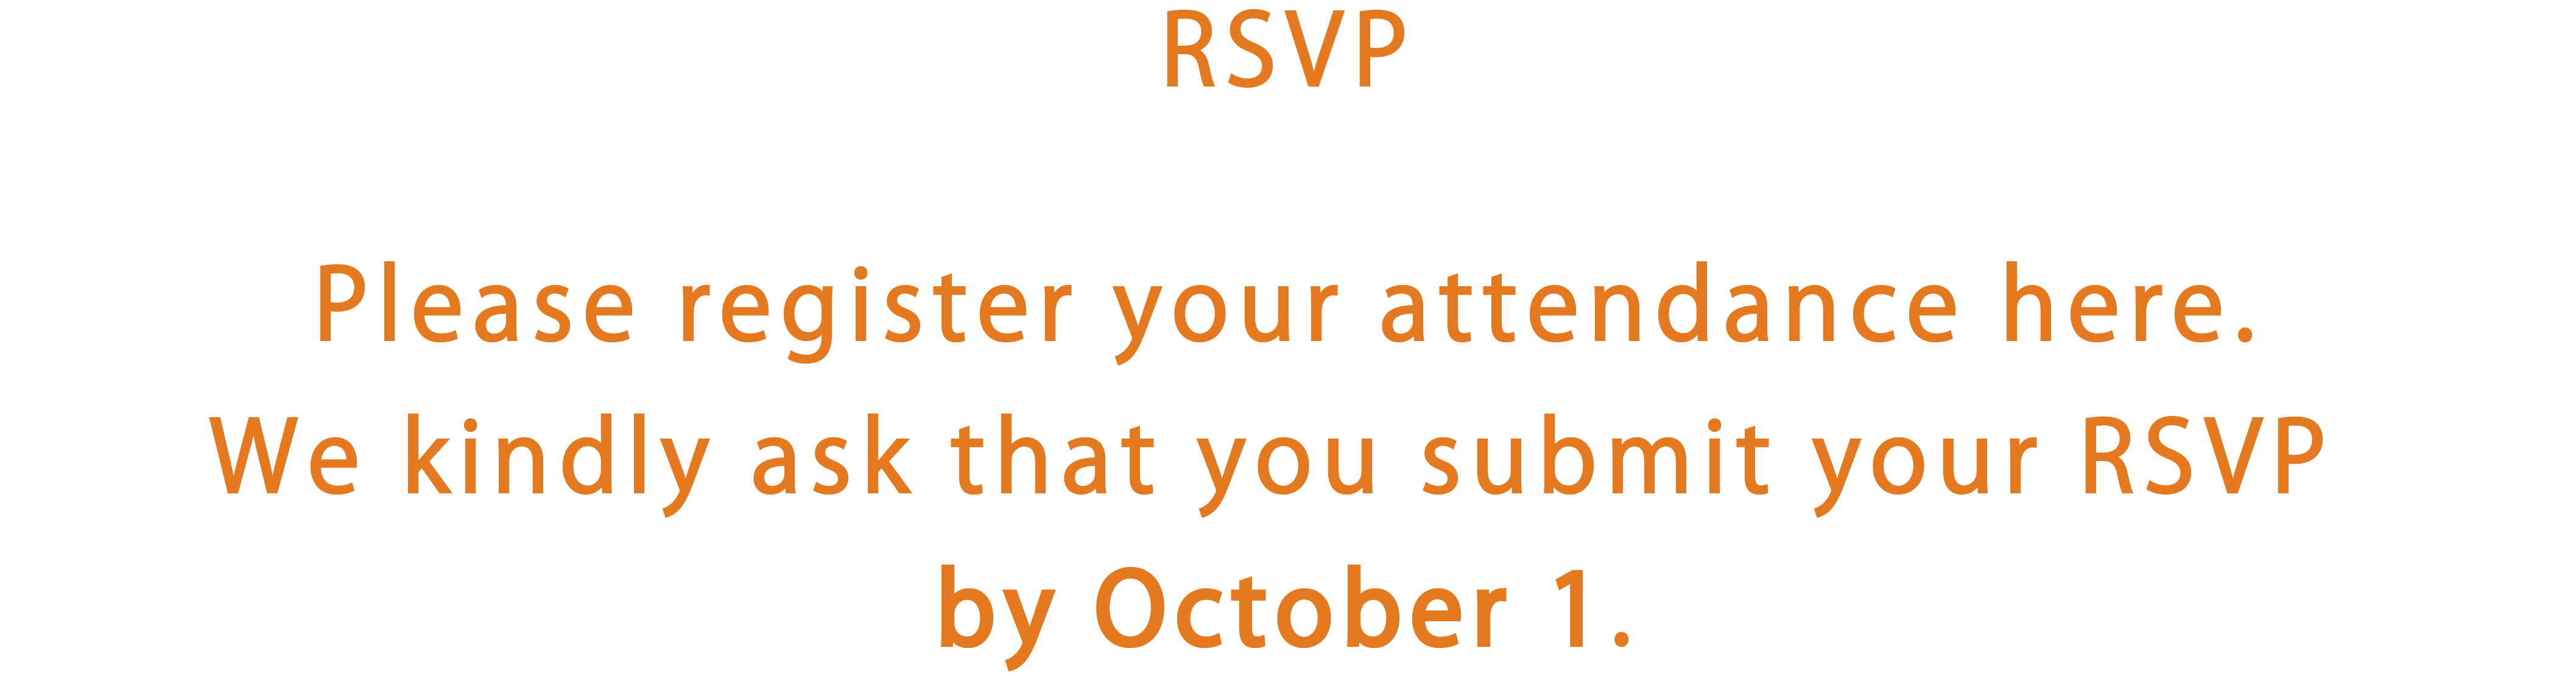 RSVP
Please register your attendance here.
We kindly ask that you submit your RSVP
by October 1.